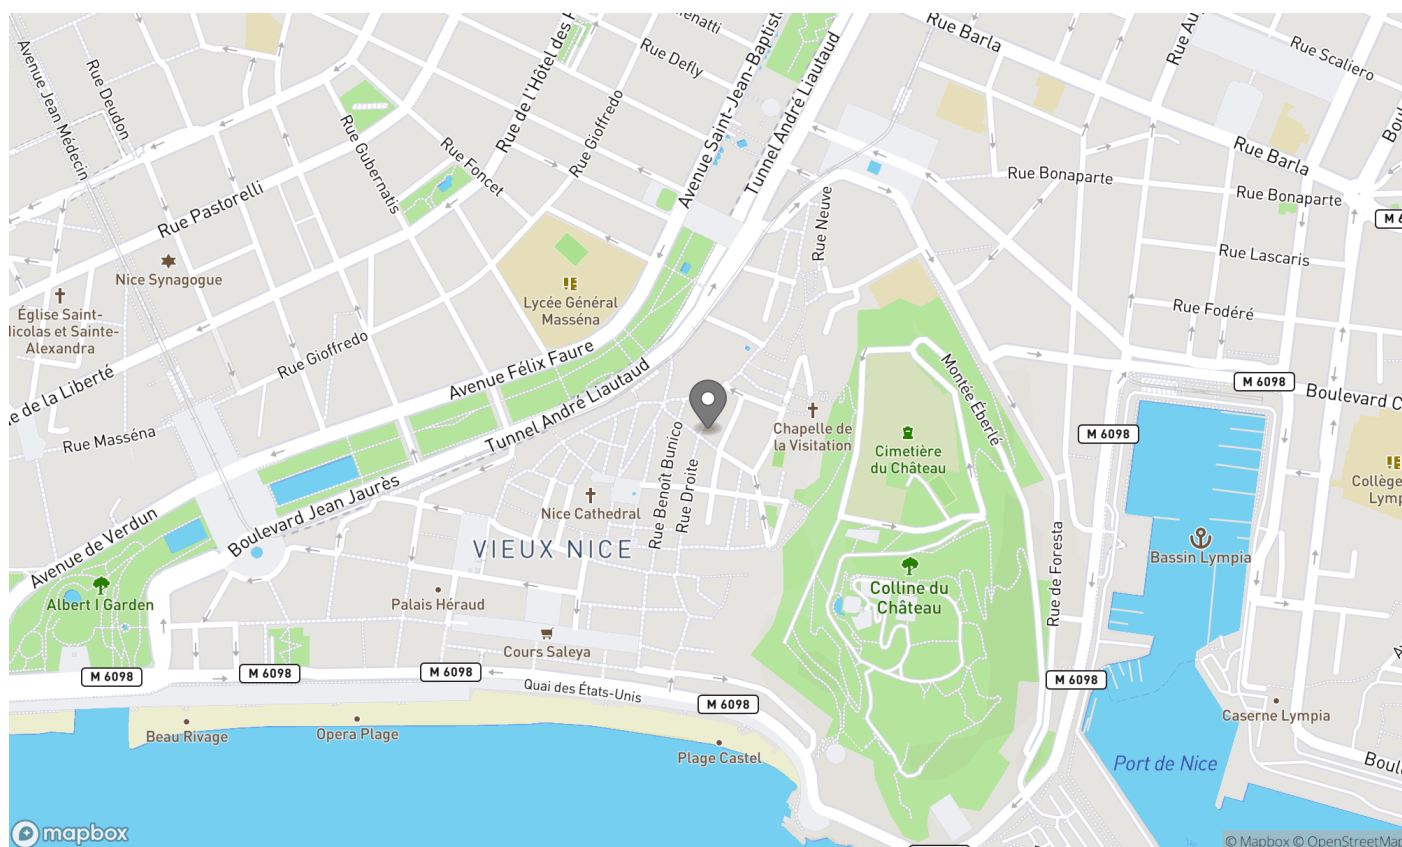 Rue Barla
Rue Scaliero
Rue Defly
Avenue Saint-Jean-Baptiste
Tunnel André Liautaud
Avenue Jean Médecin
Rue Deudon
Rue de l'Hôtel des
Rue Gioffredo
Rue Gubernatis
Rue Foncet
Rue Barla
Rue Bonaparte
Rue Bonaparte
Rue Pastorelli
Rue Neuve
Rue Lascaris
Nice Synagogue
Lycée Général
Masséna
Rue Fodéré
Église Saint-
Nicolas et Sainte-
Alexandra
Rue Gioffredo
Avenue Félix Faure
Tunnel André Liautaud
Montée Éberlé
M 6098
Boulevard
de la Liberté
Rue Masséna
Chapelle de
la Visitation
Cimetière
du Château
M 6098
Rue Benoît Bunico
Rue Droite
Collège
Nice Cathedral
Boulevard Jean Jaurès
Avenue de Verdun
VIEUX NICE
Bassin Lympia
Rue de Foresta
Colline du
Château
Albert I Garden
Palais Héraud
Cours Saleya
M 6098
M 6098
M 6098
M 6098
M 6098
Quai des États-Unis
Beau Rivage
Opera Plage
Plage Castel
Caserne Lympia
Port de Nice
mapbox
© Mapbox © OpenStreetMap